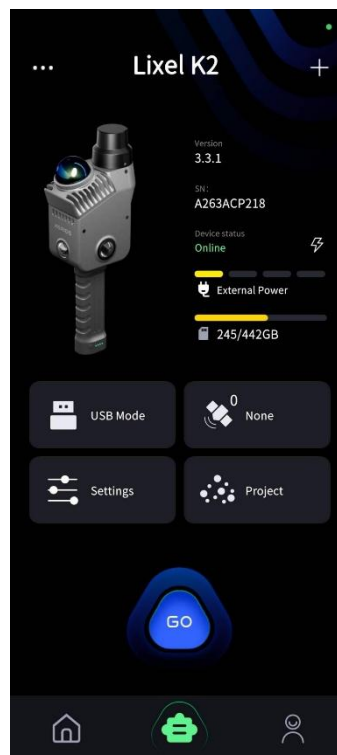 Lixel K2
Version
3.3.1
SN:
A263ACP218
Device status
Online
External Power
245/442GB
USB Mode
0
None
Settings
Project
GO